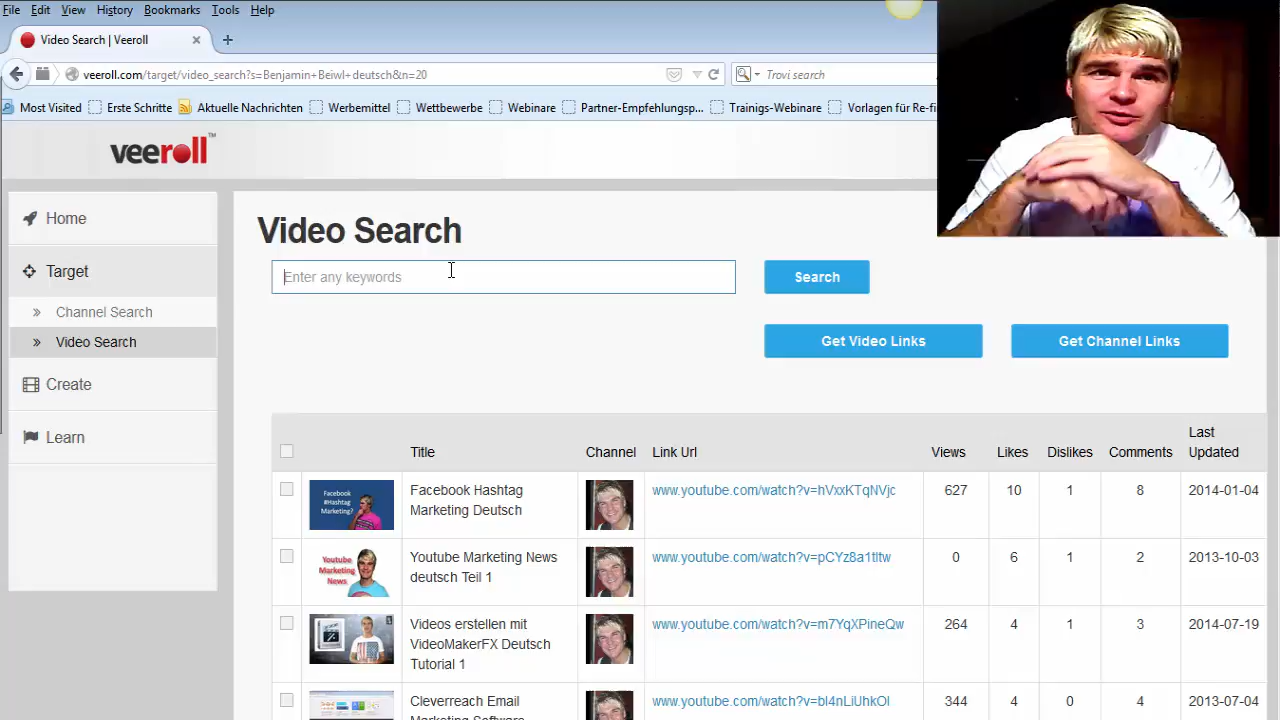 File Edit View History Bookmarks Tools Help
Video Search | Veeroll
veeroll.com/target/video_search?s=Benjamin+Beiwl+deutsch&n=20
Trovi search
Most Visited Erste Schritte Aktuelle Nachrichten Werbemittel Wettbewerbe Webinare Partner-Empfehlungsp... Trainigs-Webinare Vorlagen für Re-fi
veeroll™
Home
Target
Channel Search
Video Search
Create
Learn
Video Search
Enter any keywords
Search
Get Video Links
Get Channel Links
Title Channel Link Url Views Likes Dislikes Comments Last
Updated
Facebook
#Hashtag
Marketing?
Facebook Hashtag
Marketing Deutsch
www.youtube.com/watch?v=hVxxKTqNVjc 627 10 1 8 2014-01-04
Youtube
Marketing
News
Youtube Marketing News
deutsch Teil 1
www.youtube.com/watch?v=pCYz8a1titw 0 6 1 2 2013-10-03
Videos erstellen mit
VideoMakerFX Deutsch
Tutorial 1
www.youtube.com/watch?v=m7YqXPineQw 264 4 1 3 2014-07-19
Cleverreach Email
Marketing Software
www.youtube.com/watch?v=bl4nLiUhkOI 344 4 0 4 2013-07-04